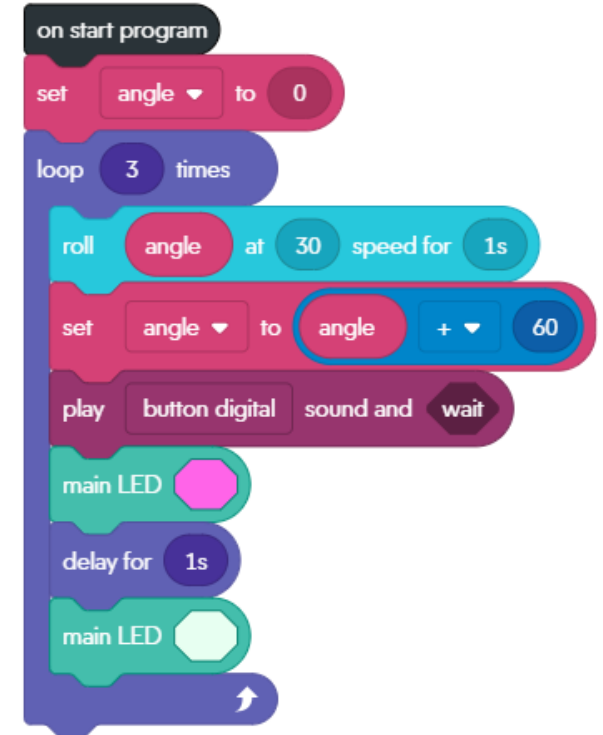 on start program
set angle to 0
loop 3 times
roll angle at 30 speed for 1s
set angle to angle + 60
play button digital sound and wait
main LED
delay for 1s
main LED